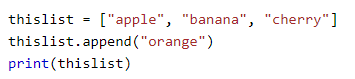 thislist = ["apple", "banana", "cherry"]
thislist.append("orange")
print(thislist)